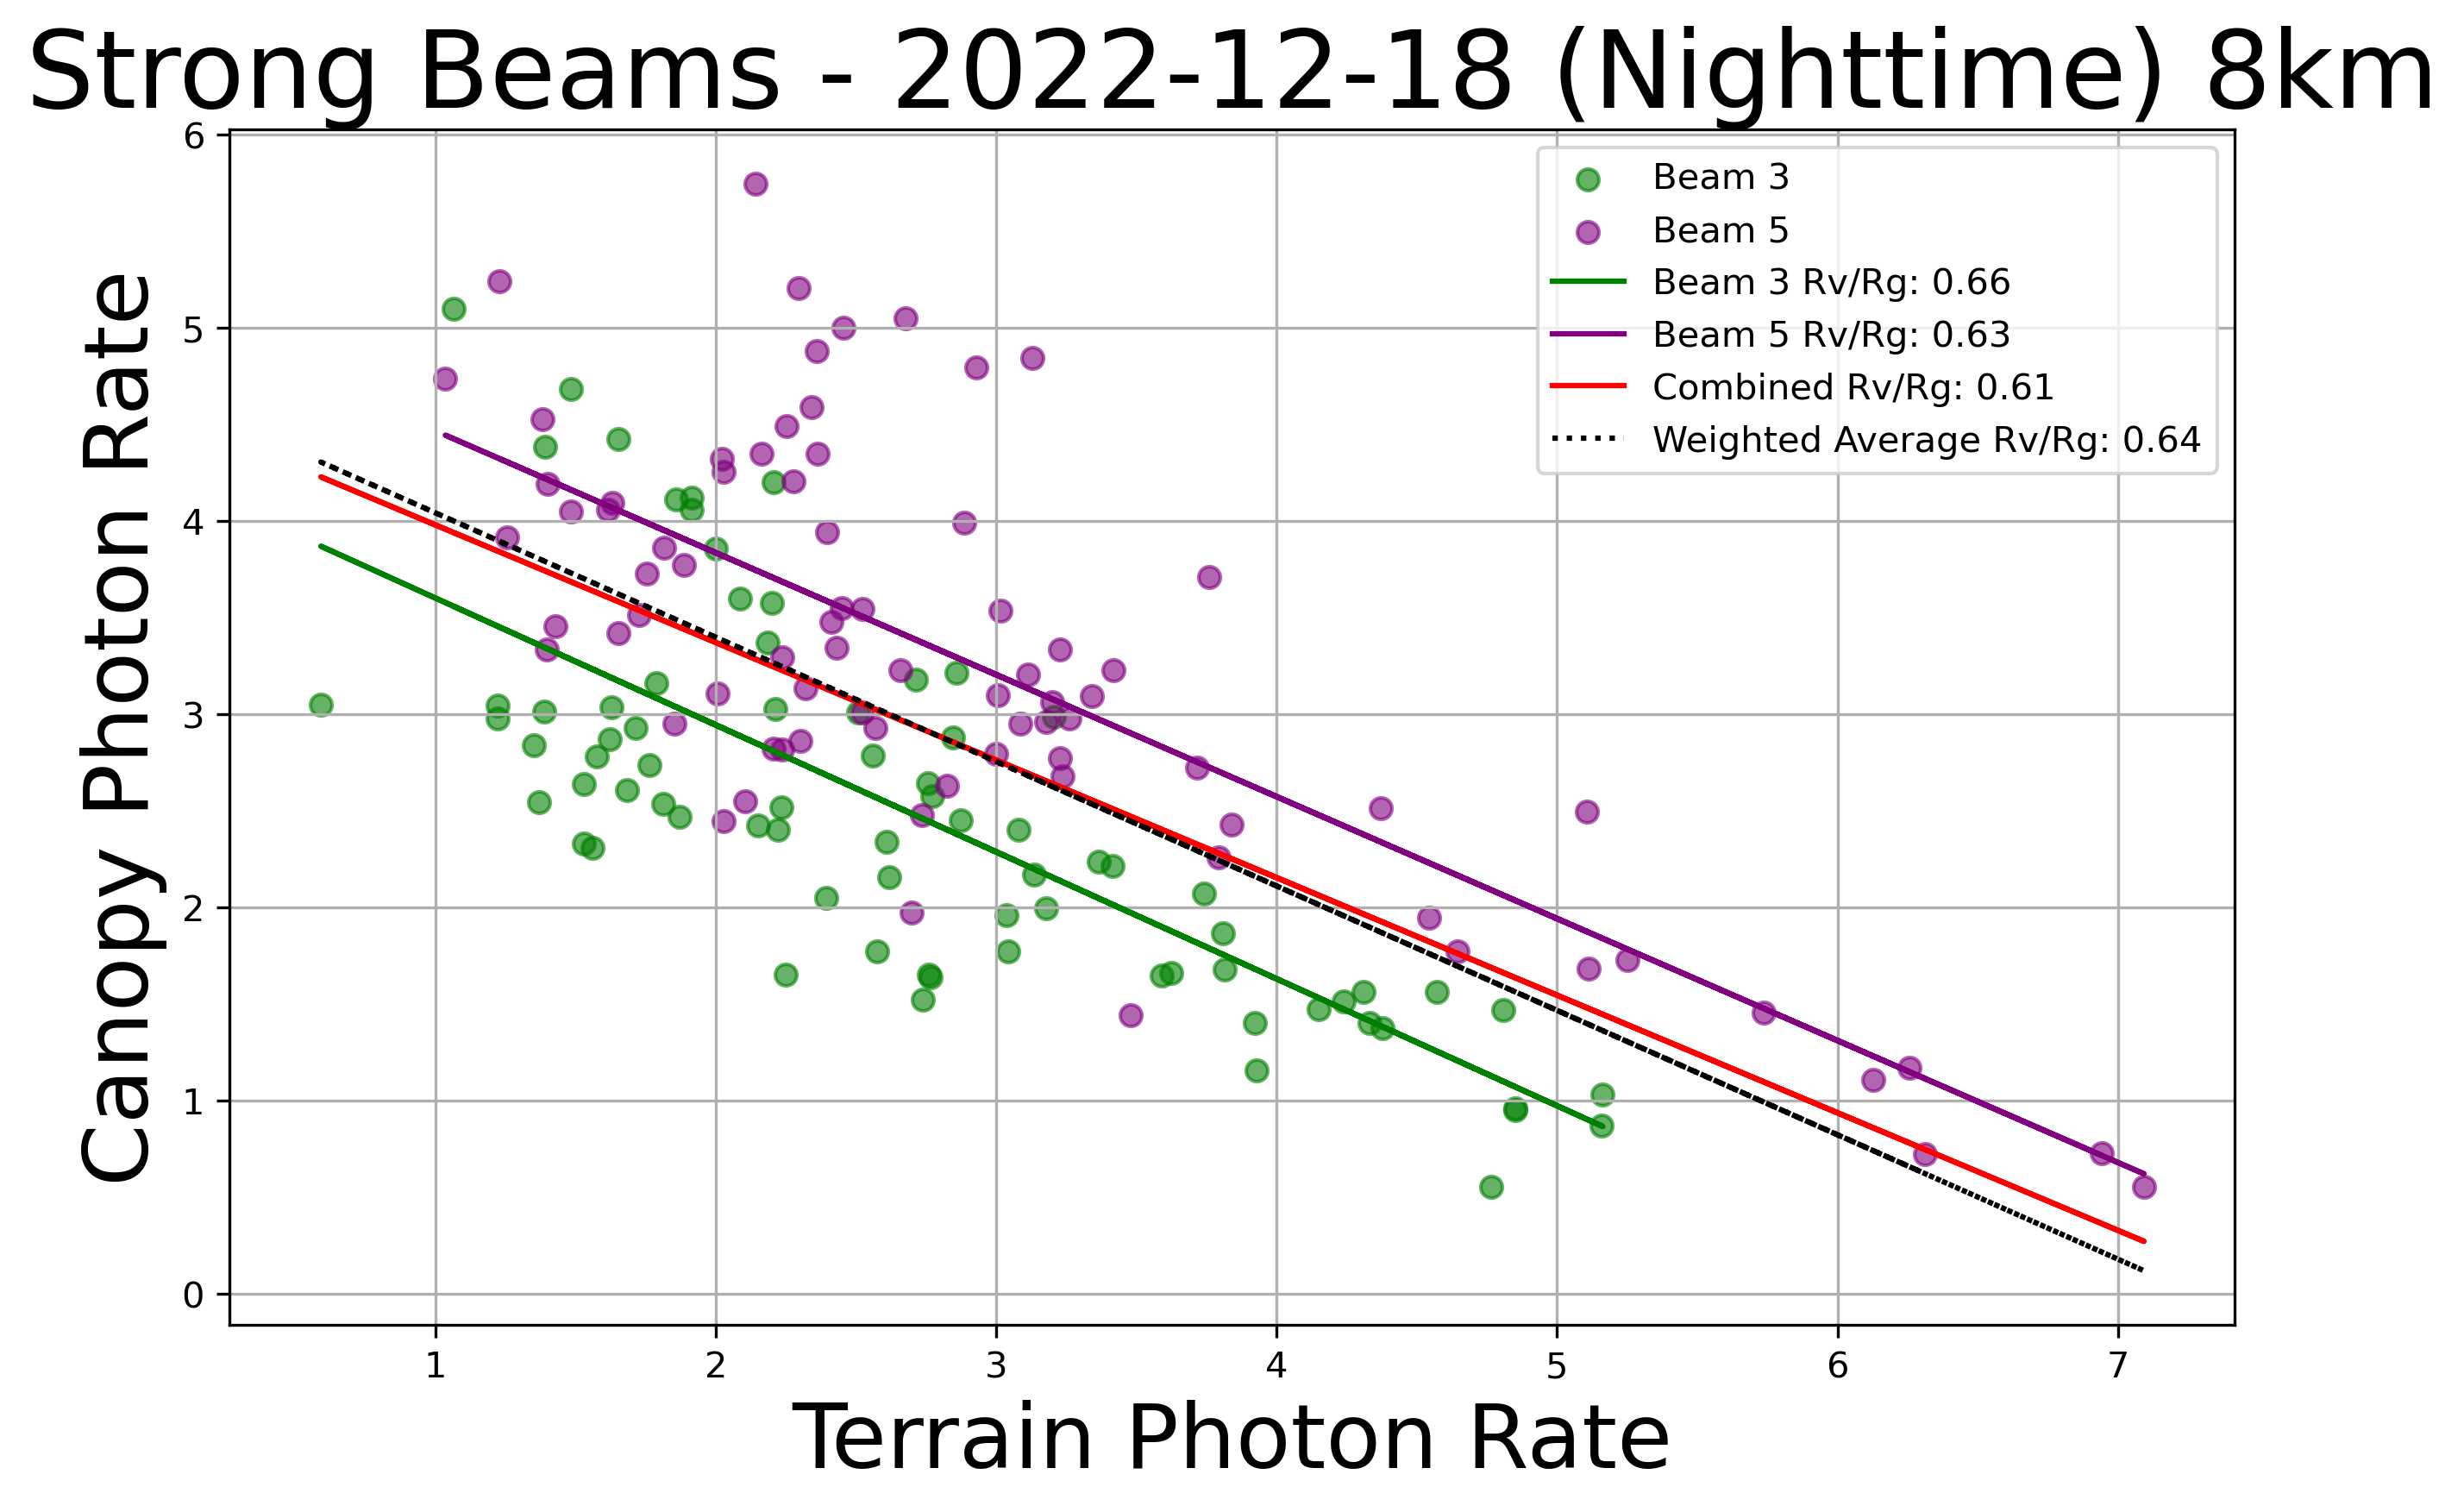 Strong Beams - 2022-12-18 (Nighttime) 8km
Canopy Photon Rate
6
5
4
3
2
1
0
Beam 3
Beam 5
Beam 3 Rv/Rg: 0.66
Beam 5 Rv/Rg: 0.63
Combined Rv/Rg: 0.61
Weighted Average Rv/Rg: 0.64
1 2 3 4 5 6 7
Terrain Photon Rate